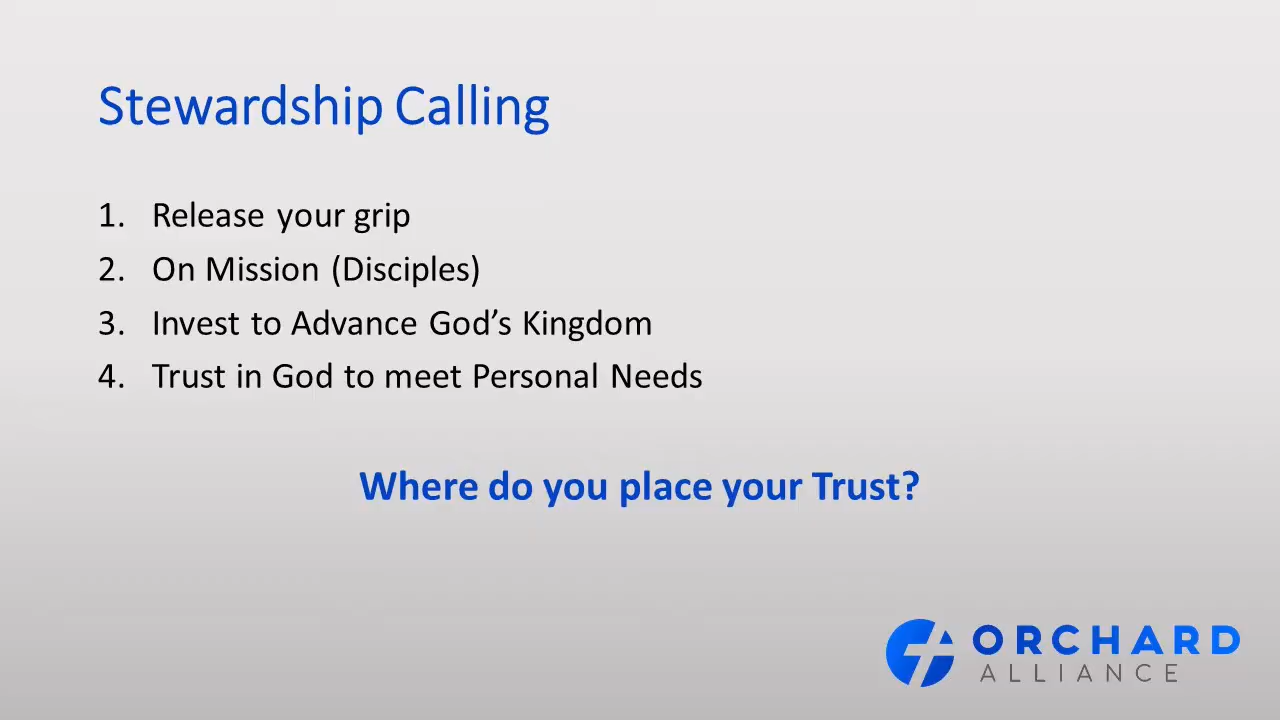 Stewardship Calling
1. Release your grip
2. On Mission (Disciples)
3. Invest to Advance God’s Kingdom
4. Trust in God to meet Personal Needs
Where do you place your Trust?
ORCHARD
ALLIANCE